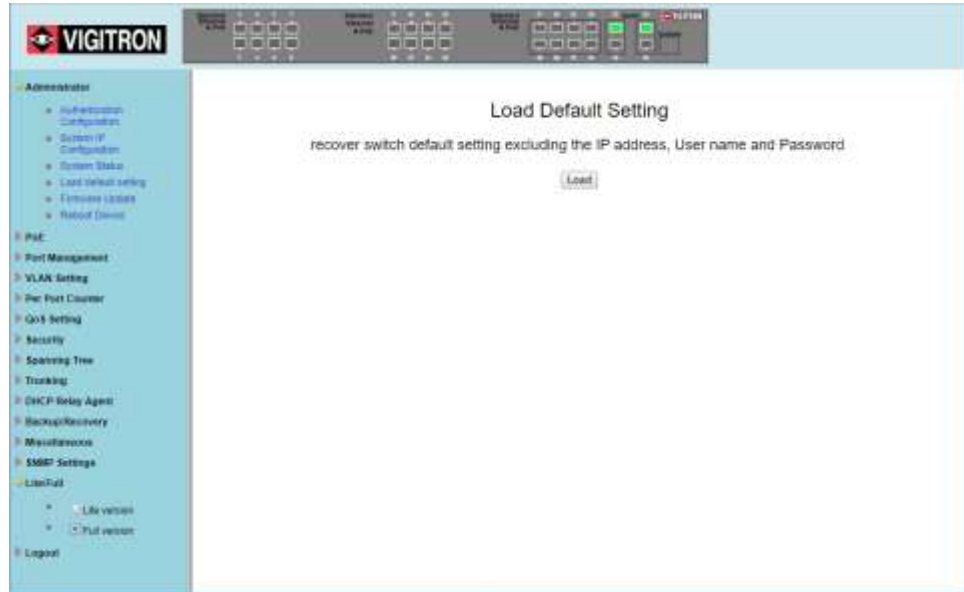 VIGITRON
Administrator
Authentication
Configuration
System IP
Configuration
System Status
Load default setting
Firmware Update
Reboot Device
PoE
Port Management
VLAN Setting
Per Port Counter
QoS Setting
Security
Spanning Tree
Trunking
DHCP Relay Agent
Backup/Recovery
Miscellaneous
SNMP Settings
Lite/Full
Lite version
Full version
Logout
Load Default Setting
recover switch default setting excluding the IP address, User name and Password
Load